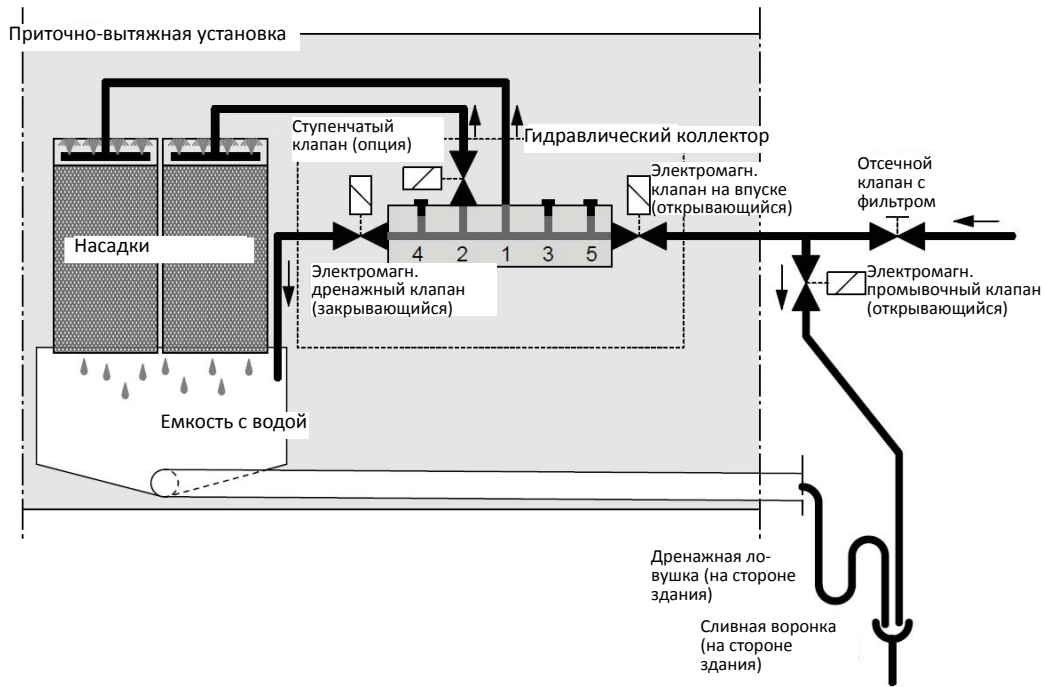 Приточно-вытяжная установка
Ступенчатый
клапан (опция)
Гидравлический коллектор
Электромагн.
клапан на впуске
(открывающийся)
Отсечной
клапан с
фильтром
Насадки
4 2 1 3 5
Электромагн.
дренажный клапан
(закрывающийся)
Электромагн.
промывочный клапан
(открывающийся)
Емкость с водой
Дренажная ло-
вушка (на стороне
здания)
Сливная воронка
(на стороне
здания)